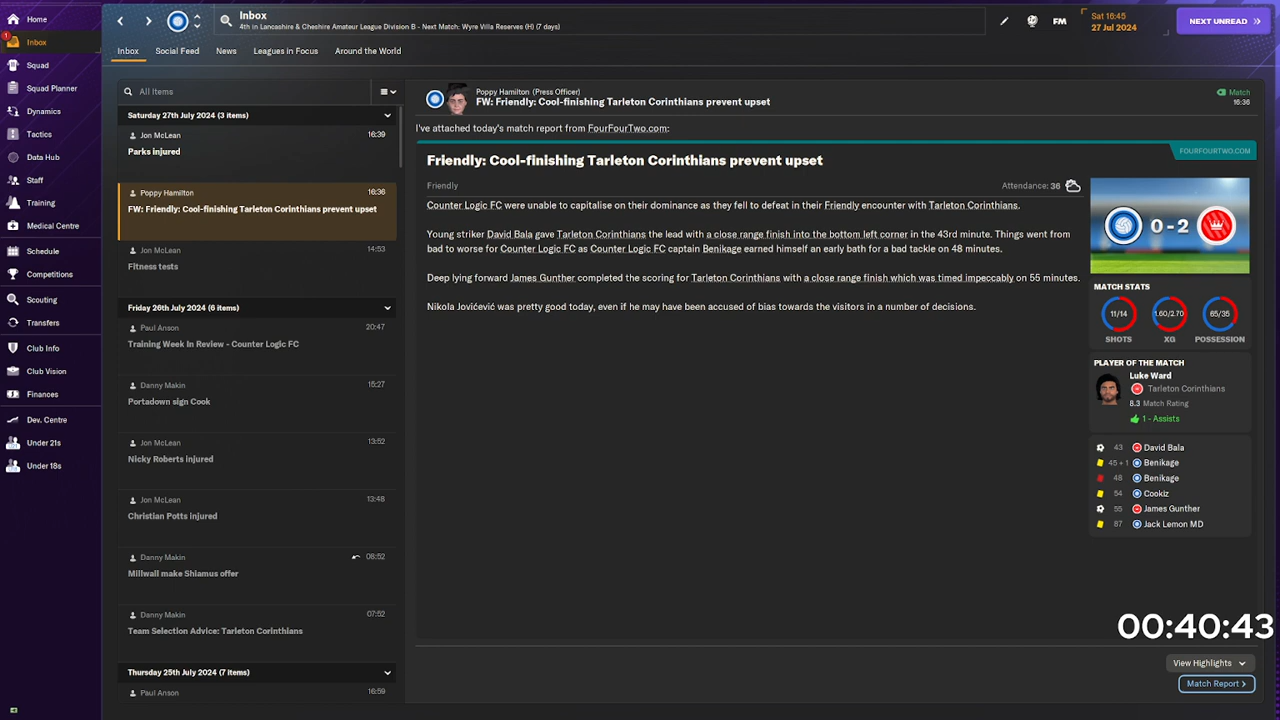 Home
1
Inbox
Squad
Squad Planner
Dynamics
Tactics
Data Hub
Staff
Training
Medical Centre
Schedule
Competitions
Scouting
Transfers
Club Info
Club Vision
Finances
Dev. Centre
Under 21s
Under 18s
Inbox
4th in Lancashire & Cheshire Amateur League Division B - Next Match: Wyre Villa Reserves (H) (7 days)
FM
Sat 16:45
27 Jul 2024
NEXT UNREAD
Inbox Social Feed News Leagues in Focus Around the World
All Items
Saturday 27th July 2024 (3 items)
Jon McLean 16:39
Parks injured
Poppy Hamilton 16:36
FW: Friendly: Cool-finishing Tarleton Corinthians prevent upset
Jon McLean 14:53
Fitness tests
Friday 26th July 2024 (6 items)
Paul Anson 20:47
Training Week In Review - Counter Logic FC
Danny Makin 15:27
Portadown sign Cook
Jon McLean 13:52
Nicky Roberts injured
Jon McLean 13:48
Christian Potts injured
Danny Makin 08:52
Millwall make Shiamus offer
Danny Makin 07:52
Team Selection Advice: Tarleton Corinthians
Thursday 25th July 2024 (7 items)
Paul Anson 16:59
Poppy Hamilton (Press Officer)
FW: Friendly: Cool-finishing Tarleton Corinthians prevent upset
Match
16:36
I've attached today's match report from FourFourTwo.com:
FOURFOURTWO.COM
Friendly: Cool-finishing Tarleton Corinthians prevent upset
Friendly
Attendance: 36
Counter Logic FC were unable to capitalise on their dominance as they fell to defeat in their Friendly encounter with Tarleton Corinthians.
Young striker David Bala gave Tarleton Corinthians the lead with a close range finish into the bottom left corner in the 43rd minute. Things went from
bad to worse for Counter Logic FC as Counter Logic FC captain Benikage earned himself an early bath for a bad tackle on 48 minutes.
Deep lying forward James Gunther completed the scoring for Tarleton Corinthians with a close range finish which was timed impeccably on 55 minutes.
Nikola Jovićević was pretty good today, even if he may have been accused of bias towards the visitors in a number of decisions.
0 - 2
MATCH STATS
11/14 1.60/2.70 65/35
SHOTS XG POSSESSION
PLAYER OF THE MATCH
Luke Ward
Tarleton Corinthians
8.3 Match Rating
1 - Assists
43 David Bala
45 + 1 Benikage
48 Benikage
54 Cookiz
55 James Gunther
87 Jack Lemon MD
00:40:43
View Highlights
Match Report